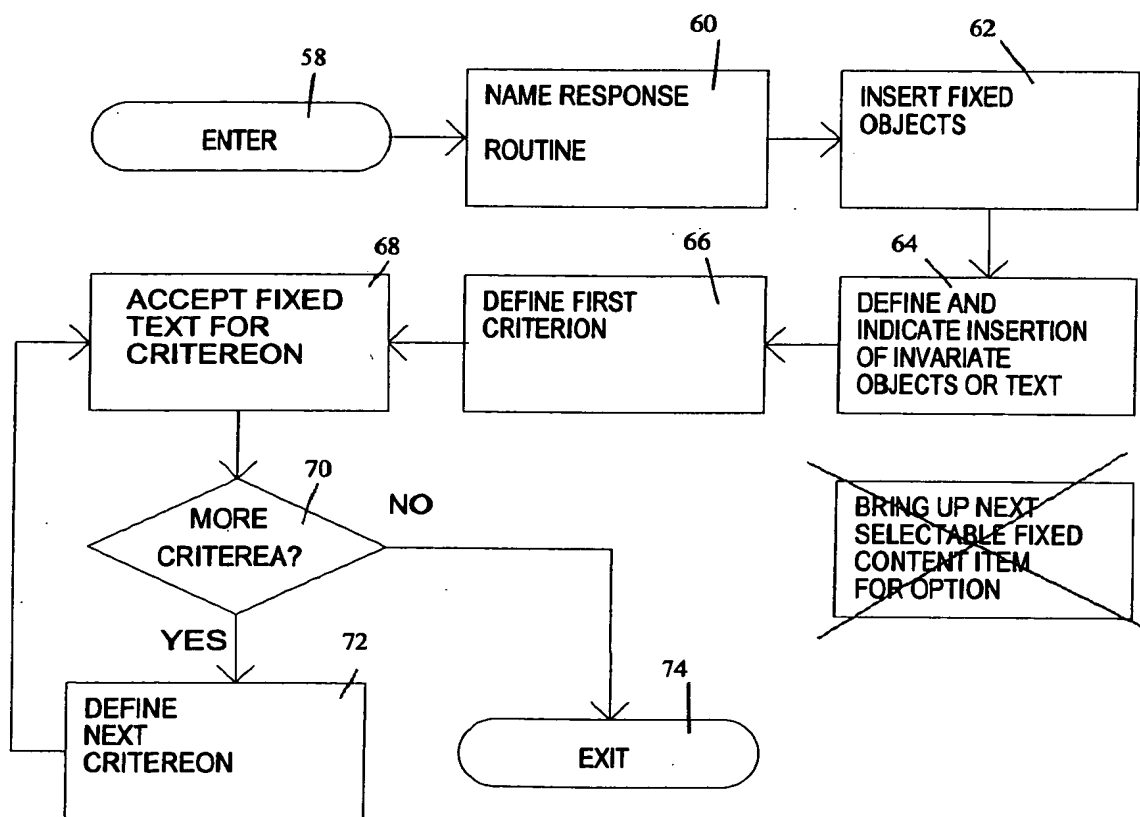 58
ENTER
60
NAME RESPONSE
ROUTINE
62
INSERT FIXED
OBJECTS
64
DEFINE AND
INDICATE INSERTION
OF INVARIATE
OBJECTS OR TEXT
66
DEFINE FIRST
CRITERION
68
ACCEPT FIXED
TEXT FOR
CRITEREON
70
MORE
CRITEREA?
NO
YES
72
DEFINE
NEXT
CRITEREON
74
EXIT
BRING UP NEXT
SELECTABLE FIXED
CONTENT ITEM
FOR OPTION